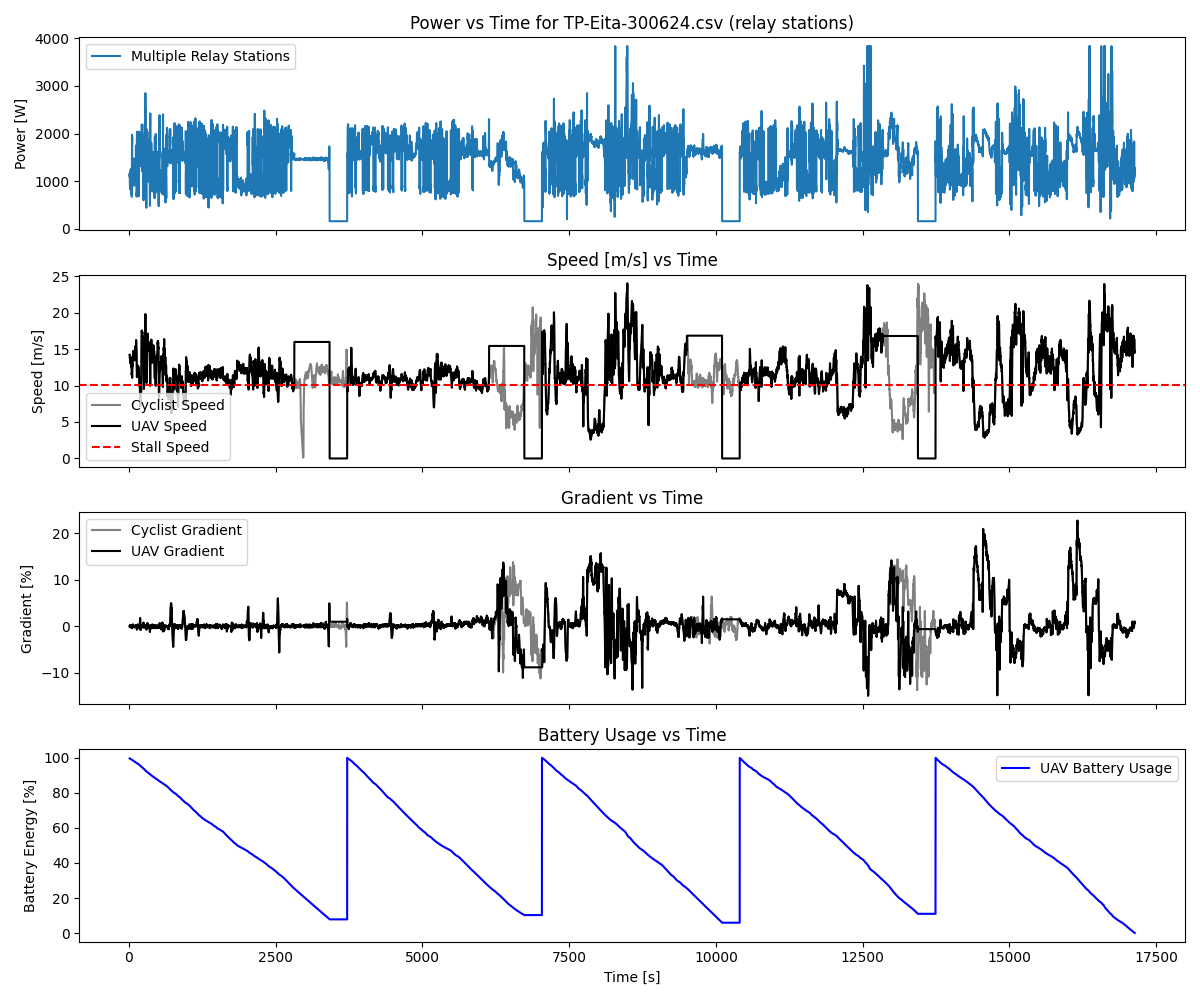 Power vs Time for TP-Eita-300624.csv (relay stations)
Power [W]
4000
3000
2000
1000
0
Multiple Relay Stations
Speed [m/s] vs Time
Speed [m/s]
25
20
15
10
5
0
Cyclist Speed
UAV Speed
Stall Speed
Gradient vs Time
Gradient [%]
20
10
0
−10
Cyclist Gradient
UAV Gradient
Battery Usage vs Time
Battery Energy [%]
100
80
60
40
20
0
UAV Battery Usage
0 2500 5000 7500 10000 12500 15000 17500
Time [s]